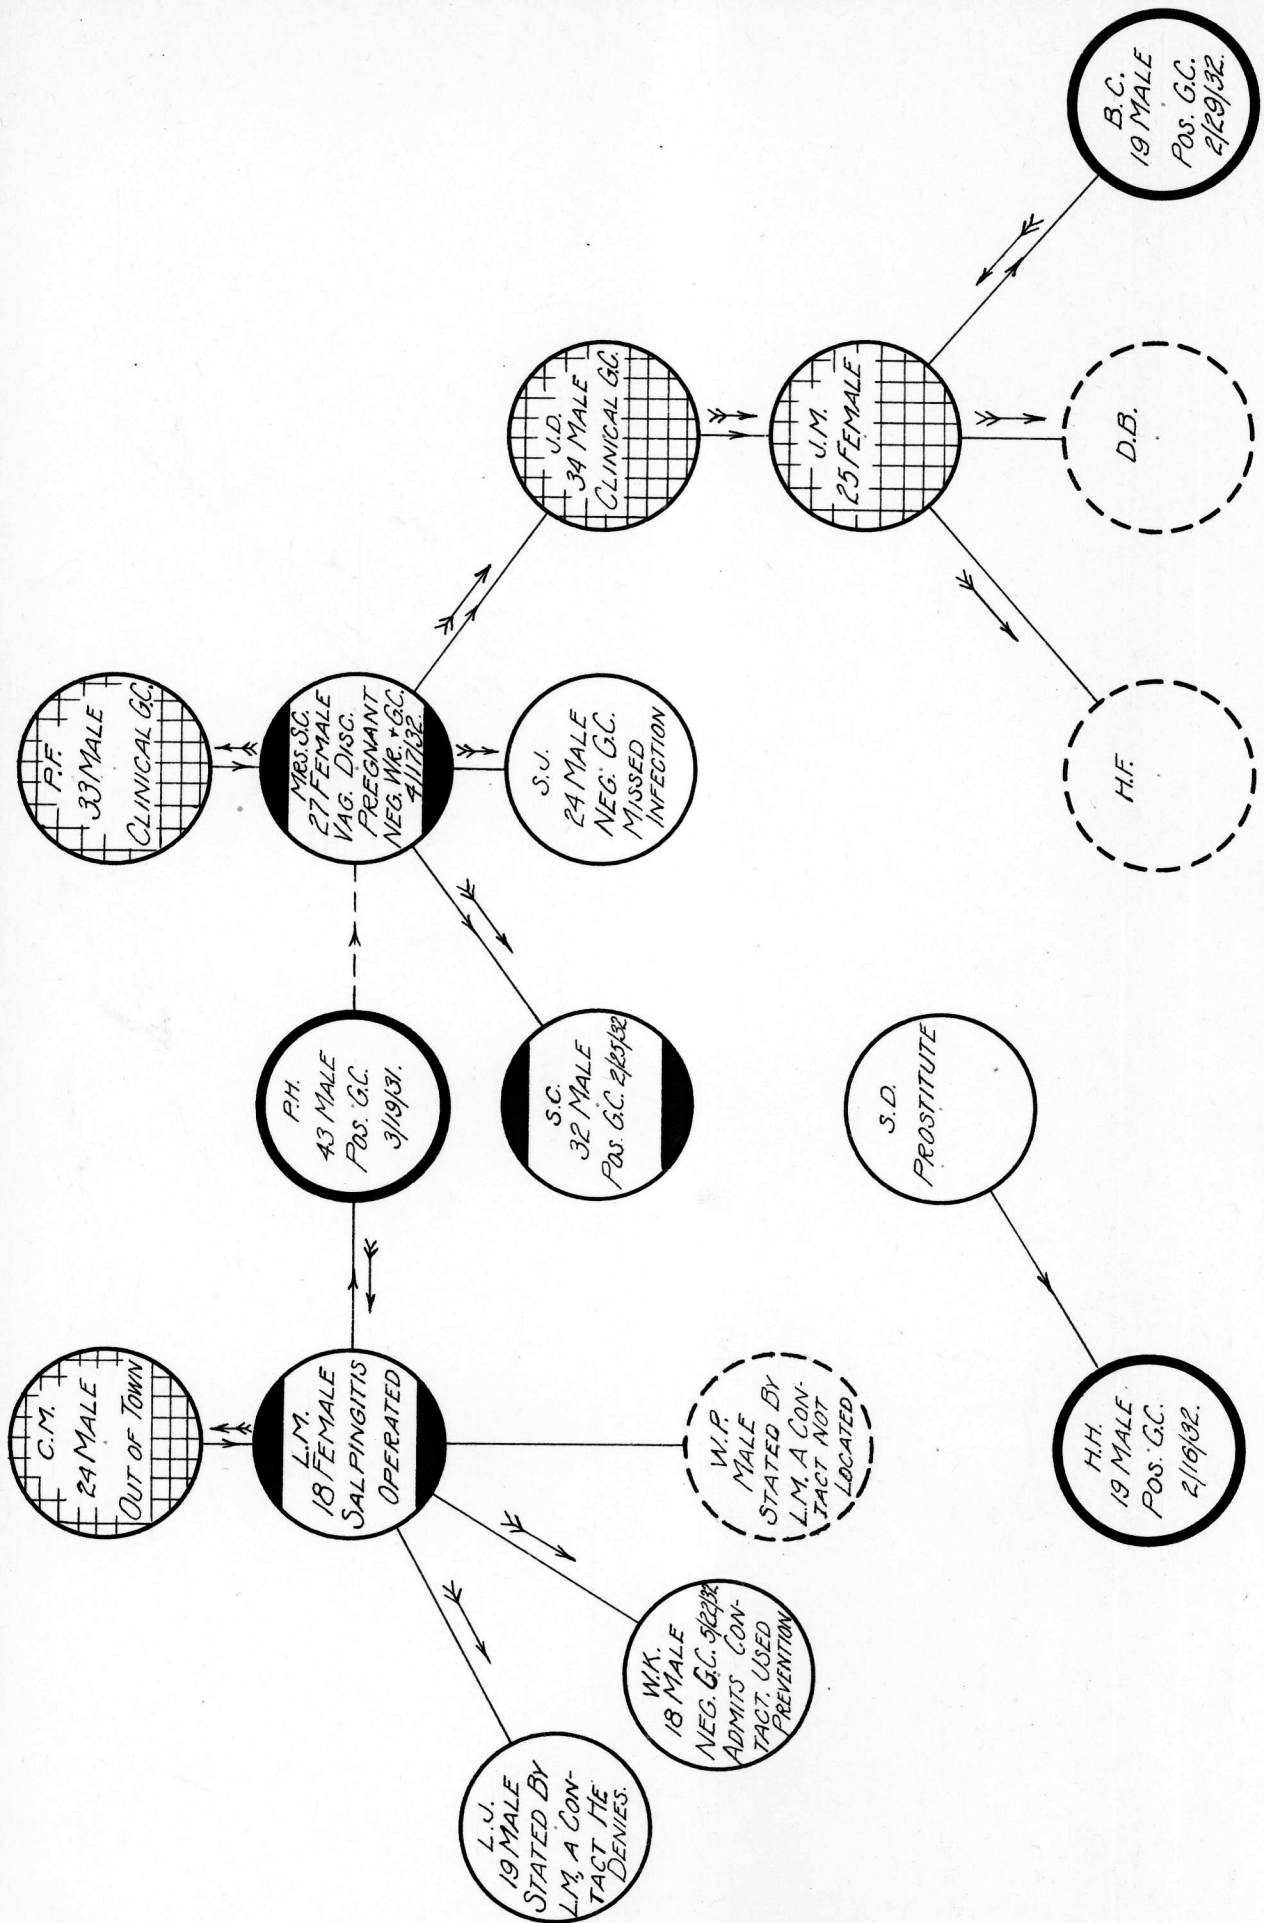 C.M.
24 MALE
OUT OF TOWN
P.F.
33 MALE
CLINICAL G.C.
L.M.
18 FEMALE
SALPINGITIS
OPERATED
P.H.
43 MALE
POS. G.C.
3/19/31.
MRS. S.C.
27 FEMALE
VAG. DISC.
PREGNANT
NEG. WR. + G.C.
4/17/32.
L.J.
19 MALE
STATED BY
L.M. A CON-
TACT HE
DENIES.
S.C.
32 MALE
POS. G.C. 2/25/32
S.J.
24 MALE
NEG. G.C.
MISSED
INFECTION
J.D.
34 MALE
CLINICAL G.C.
W.K.
18 MALE
NEG. G.C. 5/22/32
ADMITS CON-
TACT. USED
PREVENTION
W.P.
MALE
STATED BY
L.M. A CON-
TACT NOT
LOCATED
S.D.
PROSTITUTE
J.M.
25 FEMALE
H.H.
19 MALE.
POS. G.C.
2/16/32.
H.F.
D.B.
B.C.
19 MALE
POS. G.C.
2/29/32.